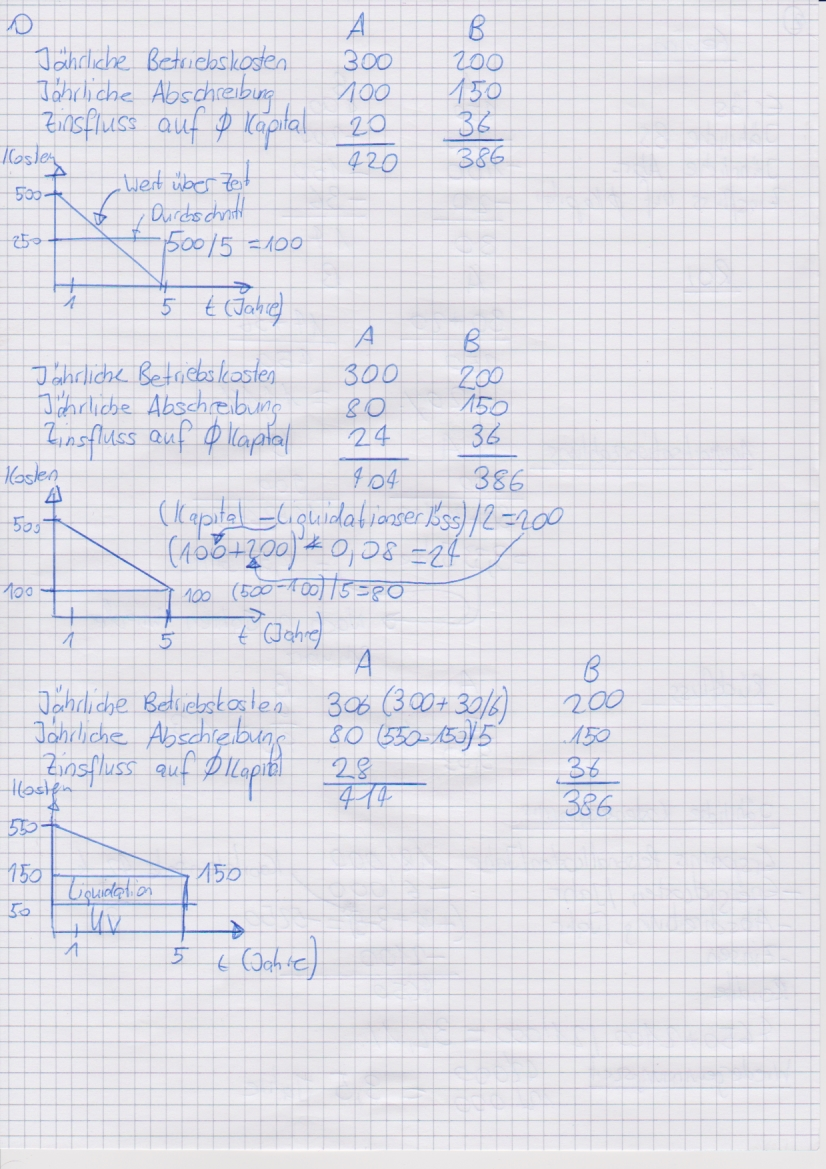 1)
A B
Jährliche Betriebskosten 300 200
Jährliche Abschreibung 100 150
Zinsfluss auf Ø Kapital 20 36
420 386
Kosten
500
Wert über Zeit
Durchschnitt
250
500/5 =100
1 5 t (Jahre)
A B
Jährliche Betriebskosten 300 200
Jährliche Abschreibung 80 150
Zinsfluss auf Ø Kapital 24 36
404 386
Kosten
500
(Kapital - Liquidationserlöss)/2=200
(100+200) * 0,08 =24
100 100 (500-100)/5=80
1 5 t (Jahre)
A B
Jährliche Betriebskosten 306 (300+30/6) 200
Jährliche Abschreibung 80 (550-150)/5 150
Zinsfluss auf Ø Kapital 28 36
414 386
Kosten
550
150 150
Liquidation
50
UV
1 5 t (Jahre)